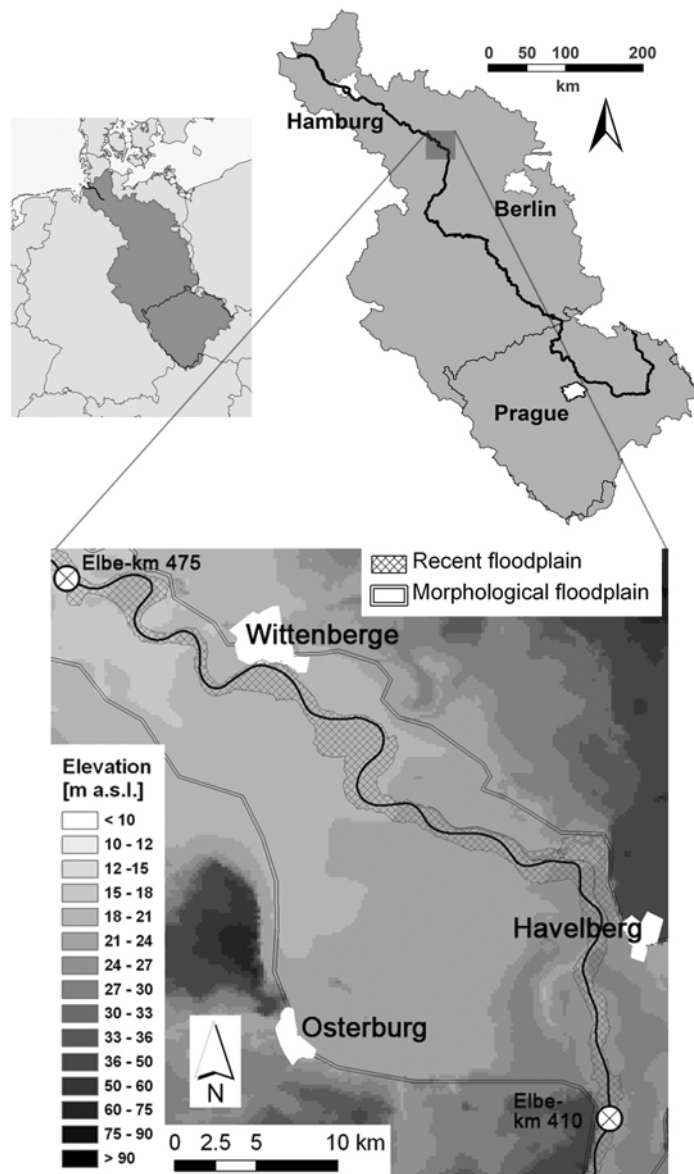 0 50 100 200
km
Hamburg
Berlin
Prague
Elbe-km 475
Recent floodplain
Morphological floodplain
Wittenberge
Elevation
[m a.s.l.]
< 10
10 - 12
12 - 15
15 - 18
18 - 21
21 - 24
24 - 27
27 - 30
30 - 33
33 - 36
36 - 50
50 - 60
60 - 75
75 - 90
> 90
Havelberg
Osterburg
N
Elbe-
km 410
0 2.5 5 10 km